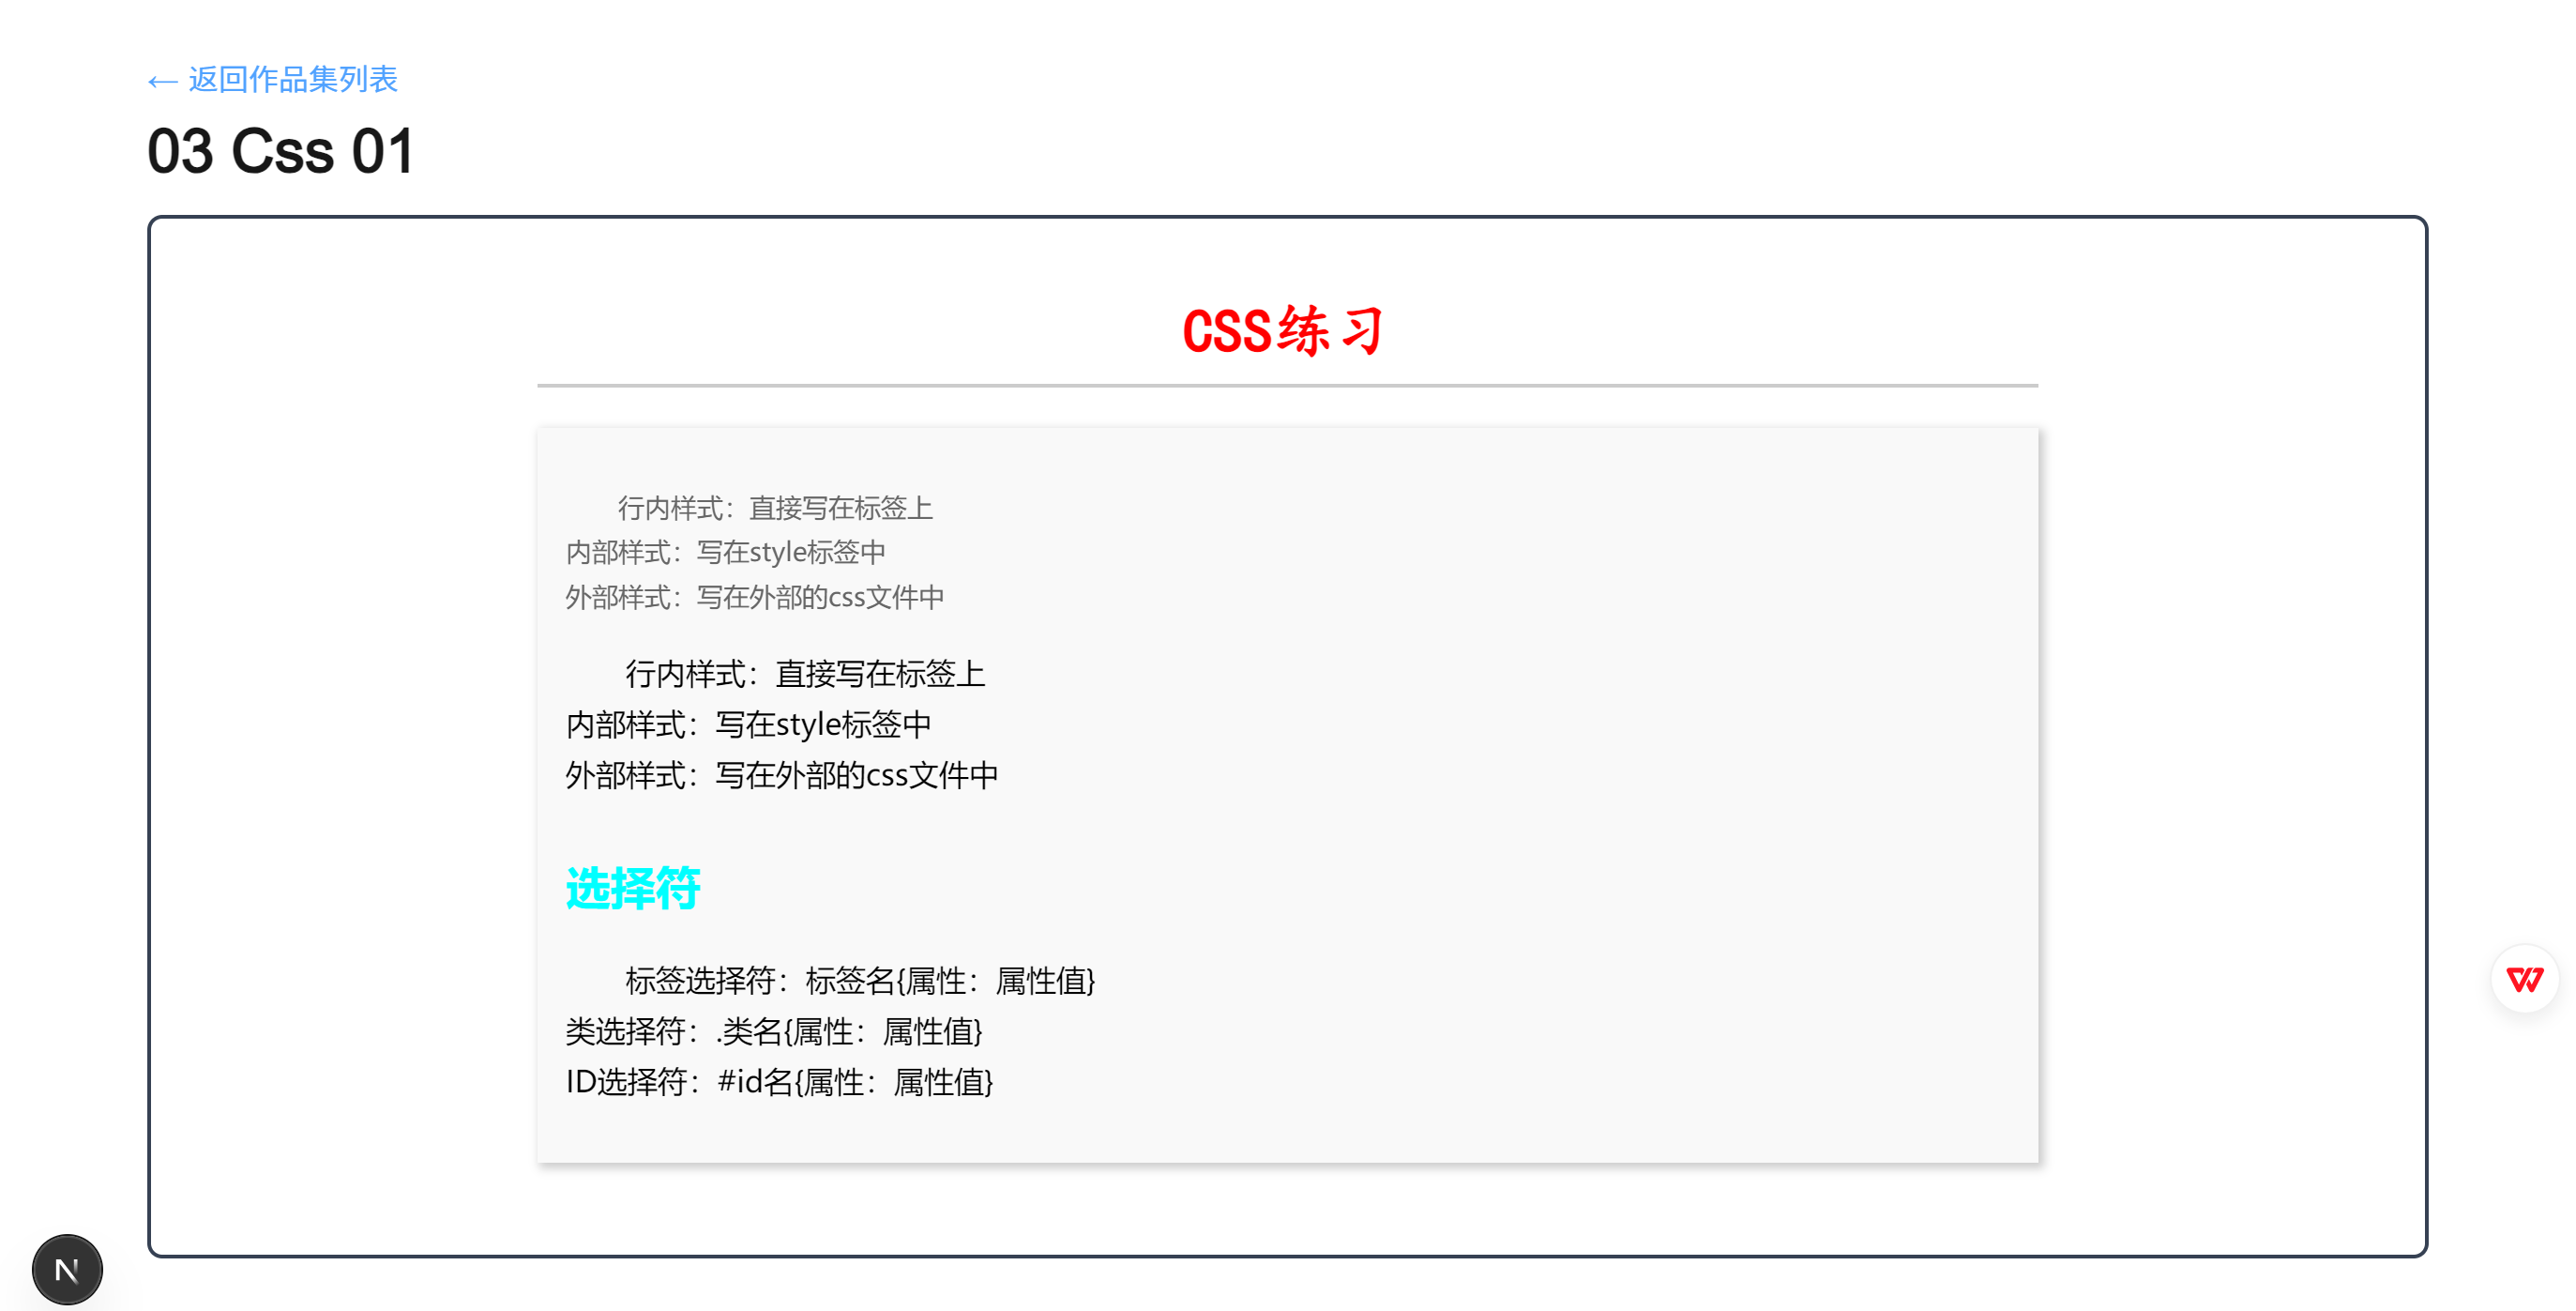 ← 返回作品集列表
03 Css 01
CSS练习
行内样式：直接写在标签上
内部样式：写在style标签中
外部样式：写在外部的css文件中
行内样式：直接写在标签上
内部样式：写在style标签中
外部样式：写在外部的css文件中
选择符
标签选择符：标签名{属性：属性值}
类选择符：.类名{属性：属性值}
ID选择符：#id名{属性：属性值}
W
N